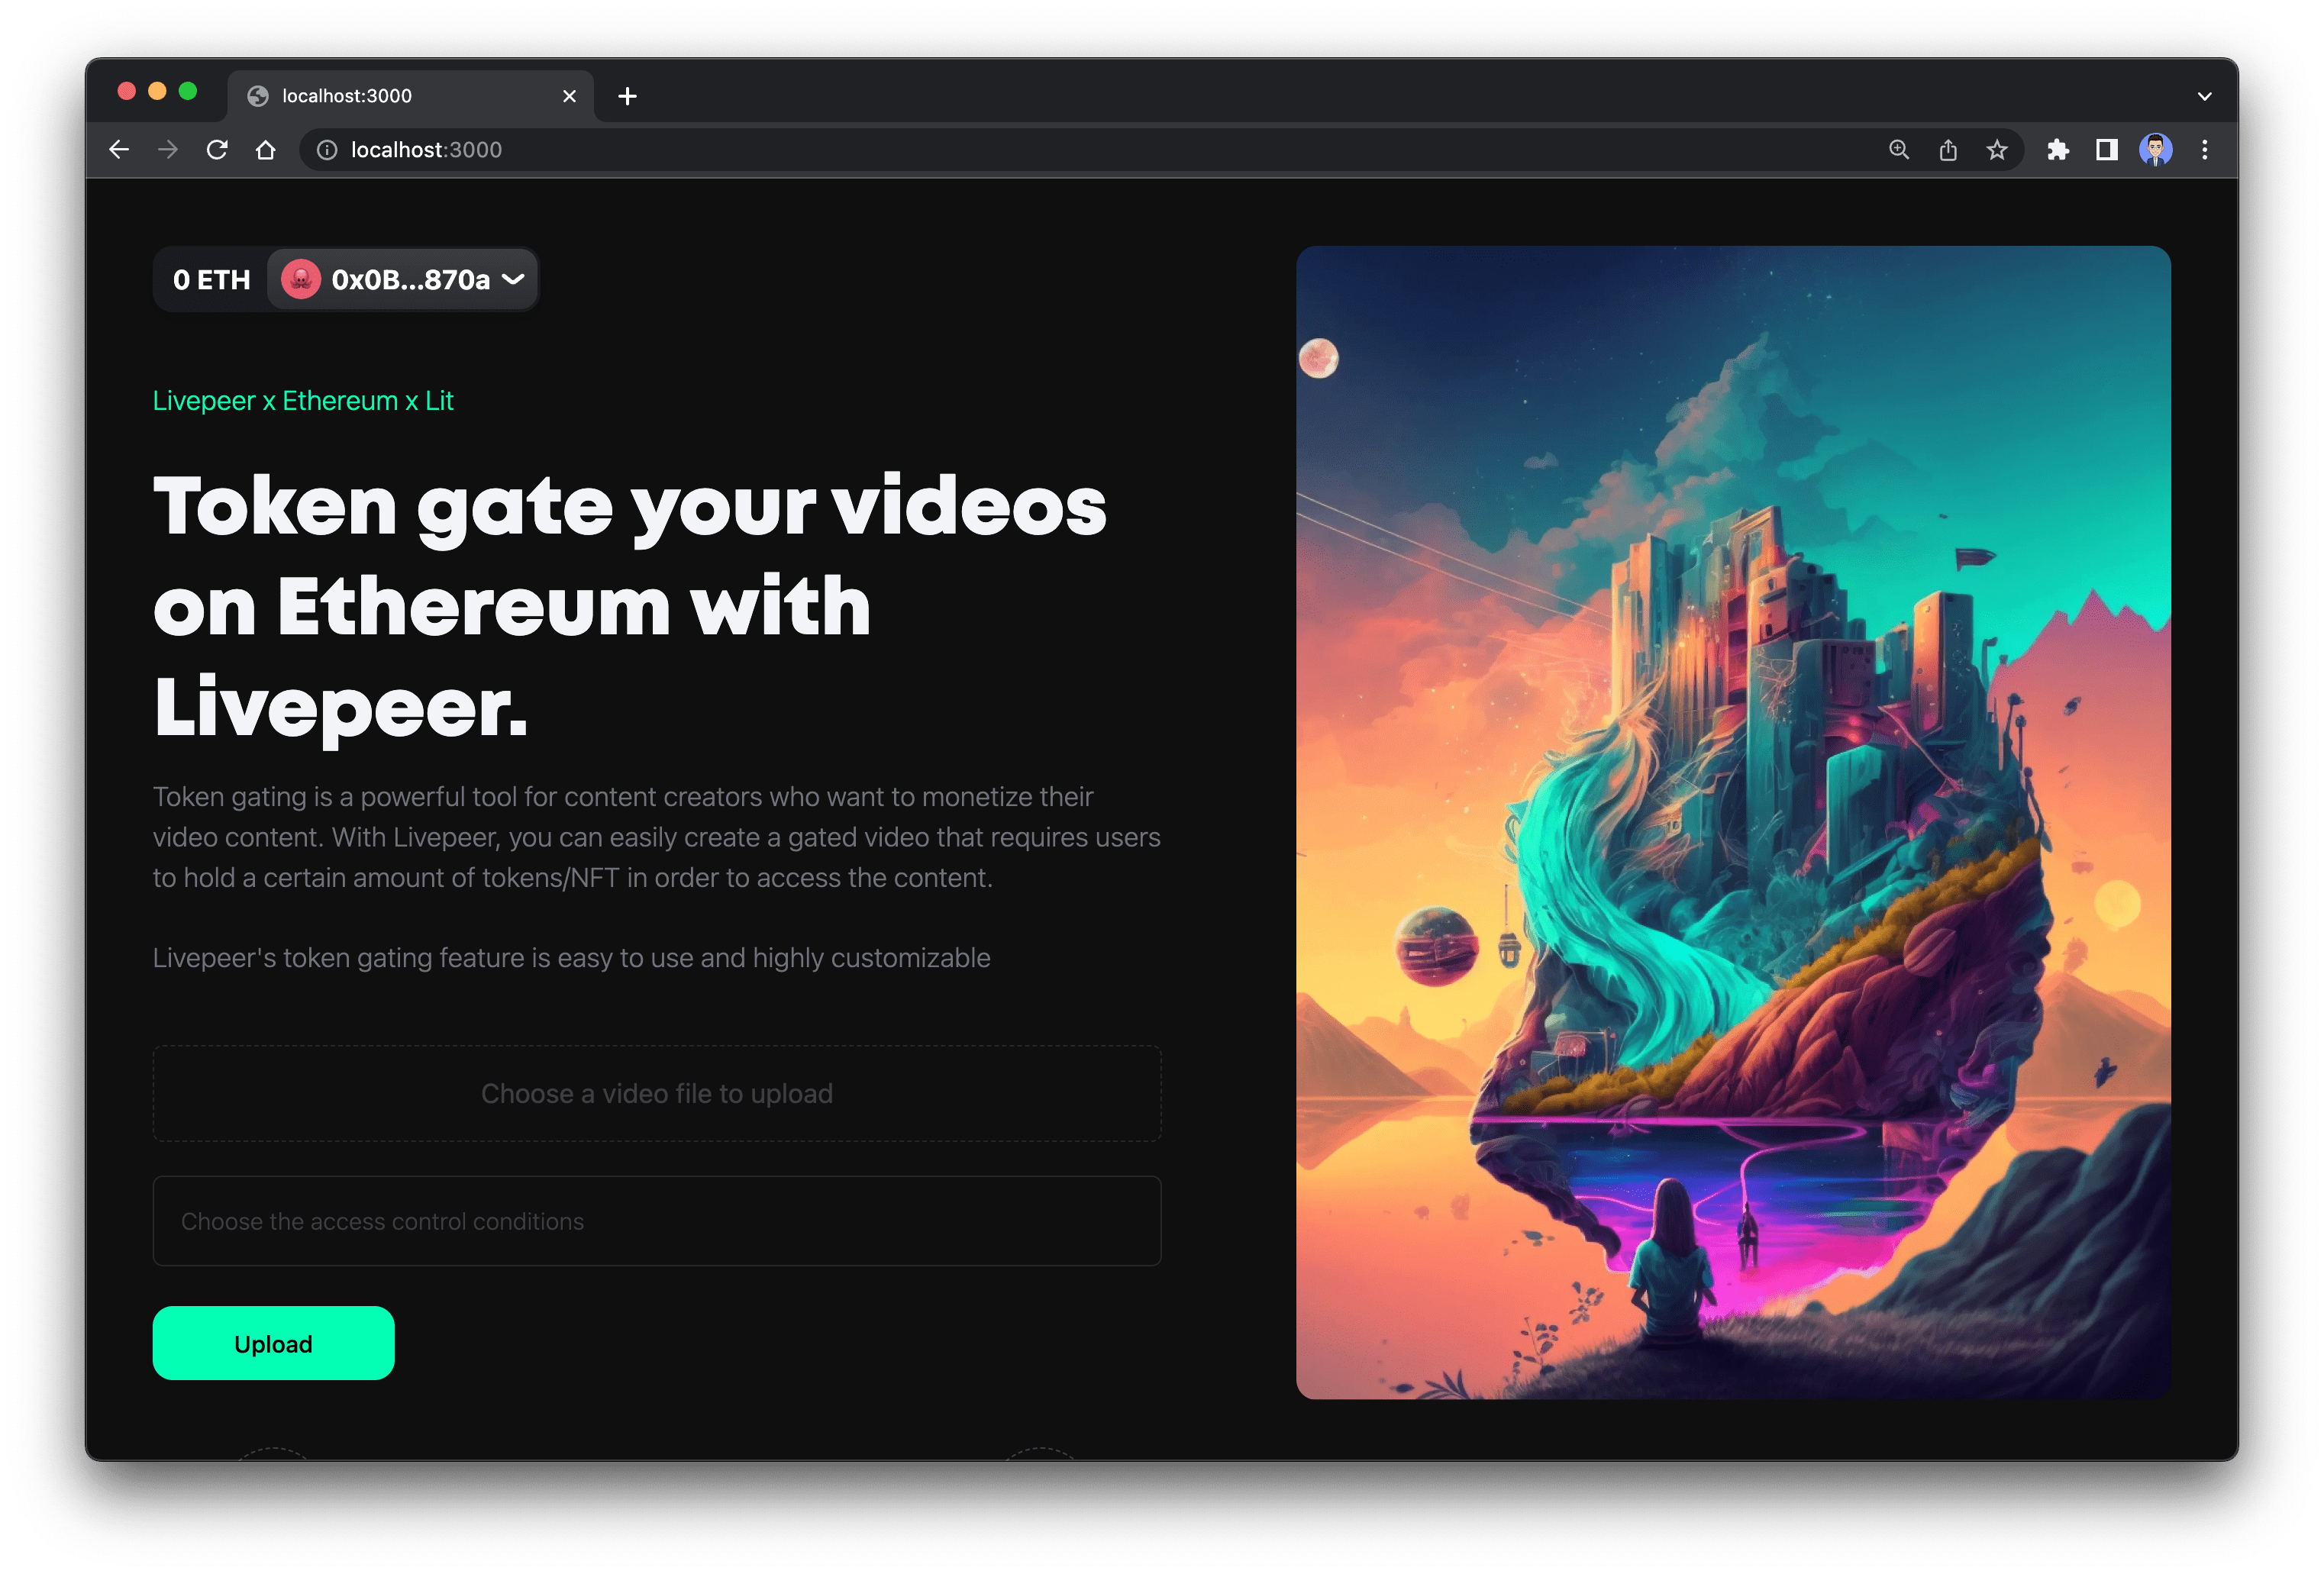 localhost:3000
localhost:3000
0 ETH 0x0B...870a
Livepeer x Ethereum x Lit
Token gate your videos
on Ethereum with
Livepeer.
Token gating is a powerful tool for content creators who want to monetize their
video content. With Livepeer, you can easily create a gated video that requires users
to hold a certain amount of tokens/NFT in order to access the content.
Livepeer's token gating feature is easy to use and highly customizable
Choose a video file to upload
Choose the access control conditions
Upload